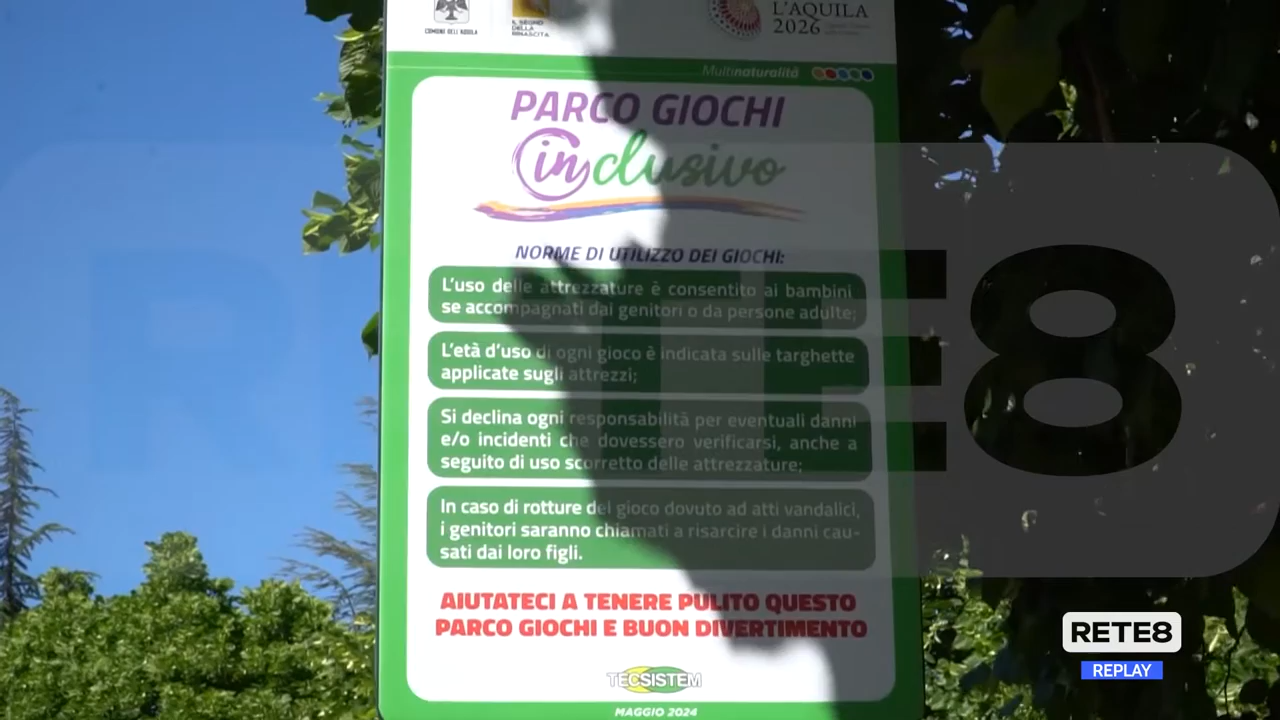 COMUNE DELL'AQUILA
IL SEGNO
DELLA
RINASCITA
L'AQUILA
2026
Multinaturalità
PARCO GIOCHI
inclusivo
NORME DI UTILIZZO DEI GIOCHI:
L'uso delle attrezzature è consentito ai bambini
se accompagnati dai genitori o da persone adulte;
L'età d'uso di ogni gioco è indicata sulle targhette
applicate sugli attrezzi;
Si declina ogni responsabilità per eventuali danni
e/o incidenti che dovessero verificarsi, anche a
seguito di uso scorretto delle attrezzature;
In caso di rotture del gioco dovuto ad atti vandalici,
i genitori saranno chiamati a risarcire i danni cau-
sati dai loro figli.
AIUTATECI A TENERE PULITO QUESTO
PARCO GIOCHI E BUON DIVERTIMENTO
TECSISTEM
MAGGIO 2024
RETE8
RETE8
REPLAY